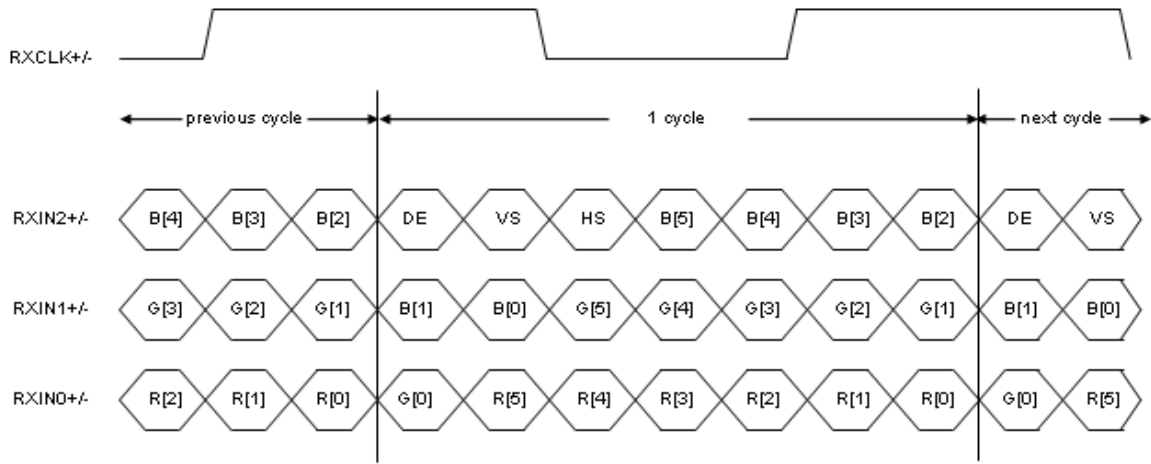 RXCLK+/-
previous cycle 1 cycle next cycle
RXIN2+/- B[4] B[3] B[2] DE VS HS B[5] B[4] B[3] B[2] DE VS
RXIN1+/- G[3] G[2] G[1] B[1] B[0] G[5] G[4] G[3] G[2] G[1] B[1] B[0]
RXIN0+/- R[2] R[1] R[0] G[0] R[5] R[4] R[3] R[2] R[1] R[0] G[0] R[5]